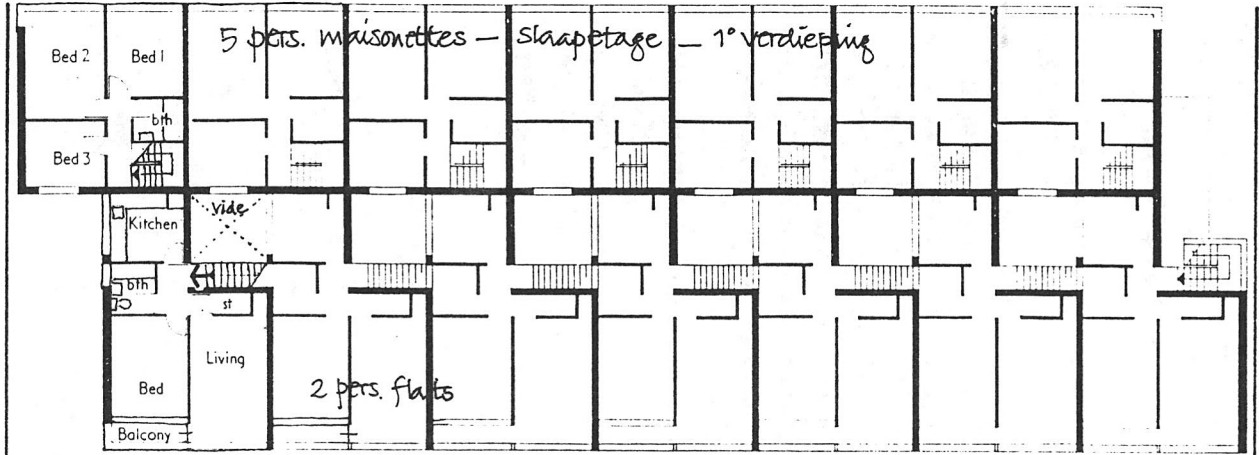 5 pers. maisonettes — slaapetage — 1° verdieping
Bed 2
Bed 1
bth
Bed 3
Kitchen
vide
bth
st
Living
Bed
2 pers. flats
Balcony